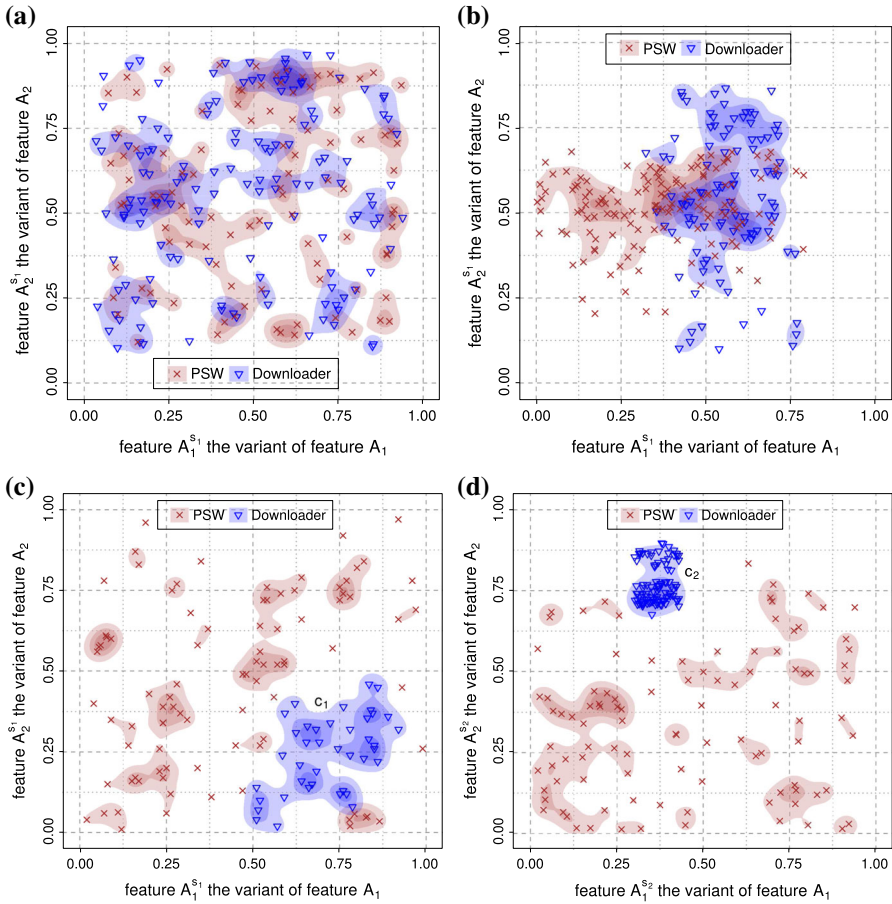 (a)
1.00
0.75
0.50
0.25
0.00
feature A₂^S₁ the variant of feature A₂
PSW Downloader
0.00 0.25 0.50 0.75 1.00
feature A₁^S₁ the variant of feature A₁
(b)
PSW Downloader
1.00
0.75
0.50
0.25
0.00
feature A₂^S₁ the variant of feature A₂
0.00 0.25 0.50 0.75 1.00
feature A₁^S₁ the variant of feature A₁
(c)
PSW Downloader
1.00
0.75
0.50
0.25
0.00
feature A₂^S₁ the variant of feature A₂
c₁
0.00 0.25 0.50 0.75 1.00
feature A₁^S₁ the variant of feature A₁
(d)
PSW Downloader
1.00
0.75
0.50
0.25
0.00
feature A₂^S₂ the variant of feature A₂
c₂
0.00 0.25 0.50 0.75 1.00
feature A₁^S₂ the variant of feature A₁